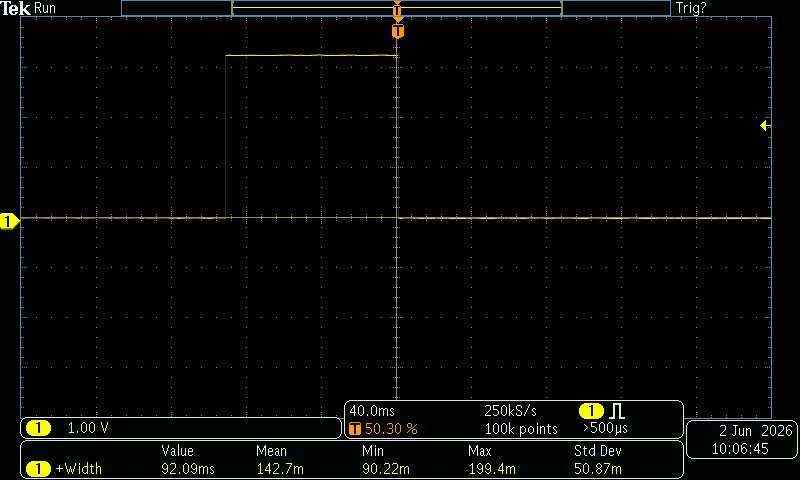 Tek Run Trig?
T
T
1
40.0ms 250kS/s 1
1 1.00 V T 50.30 % 100k points >500µs
2 Jun 2026
10:06:45
Value Mean Min Max Std Dev
1 +Width 92.09ms 142.7m 90.22m 199.4m 50.87m